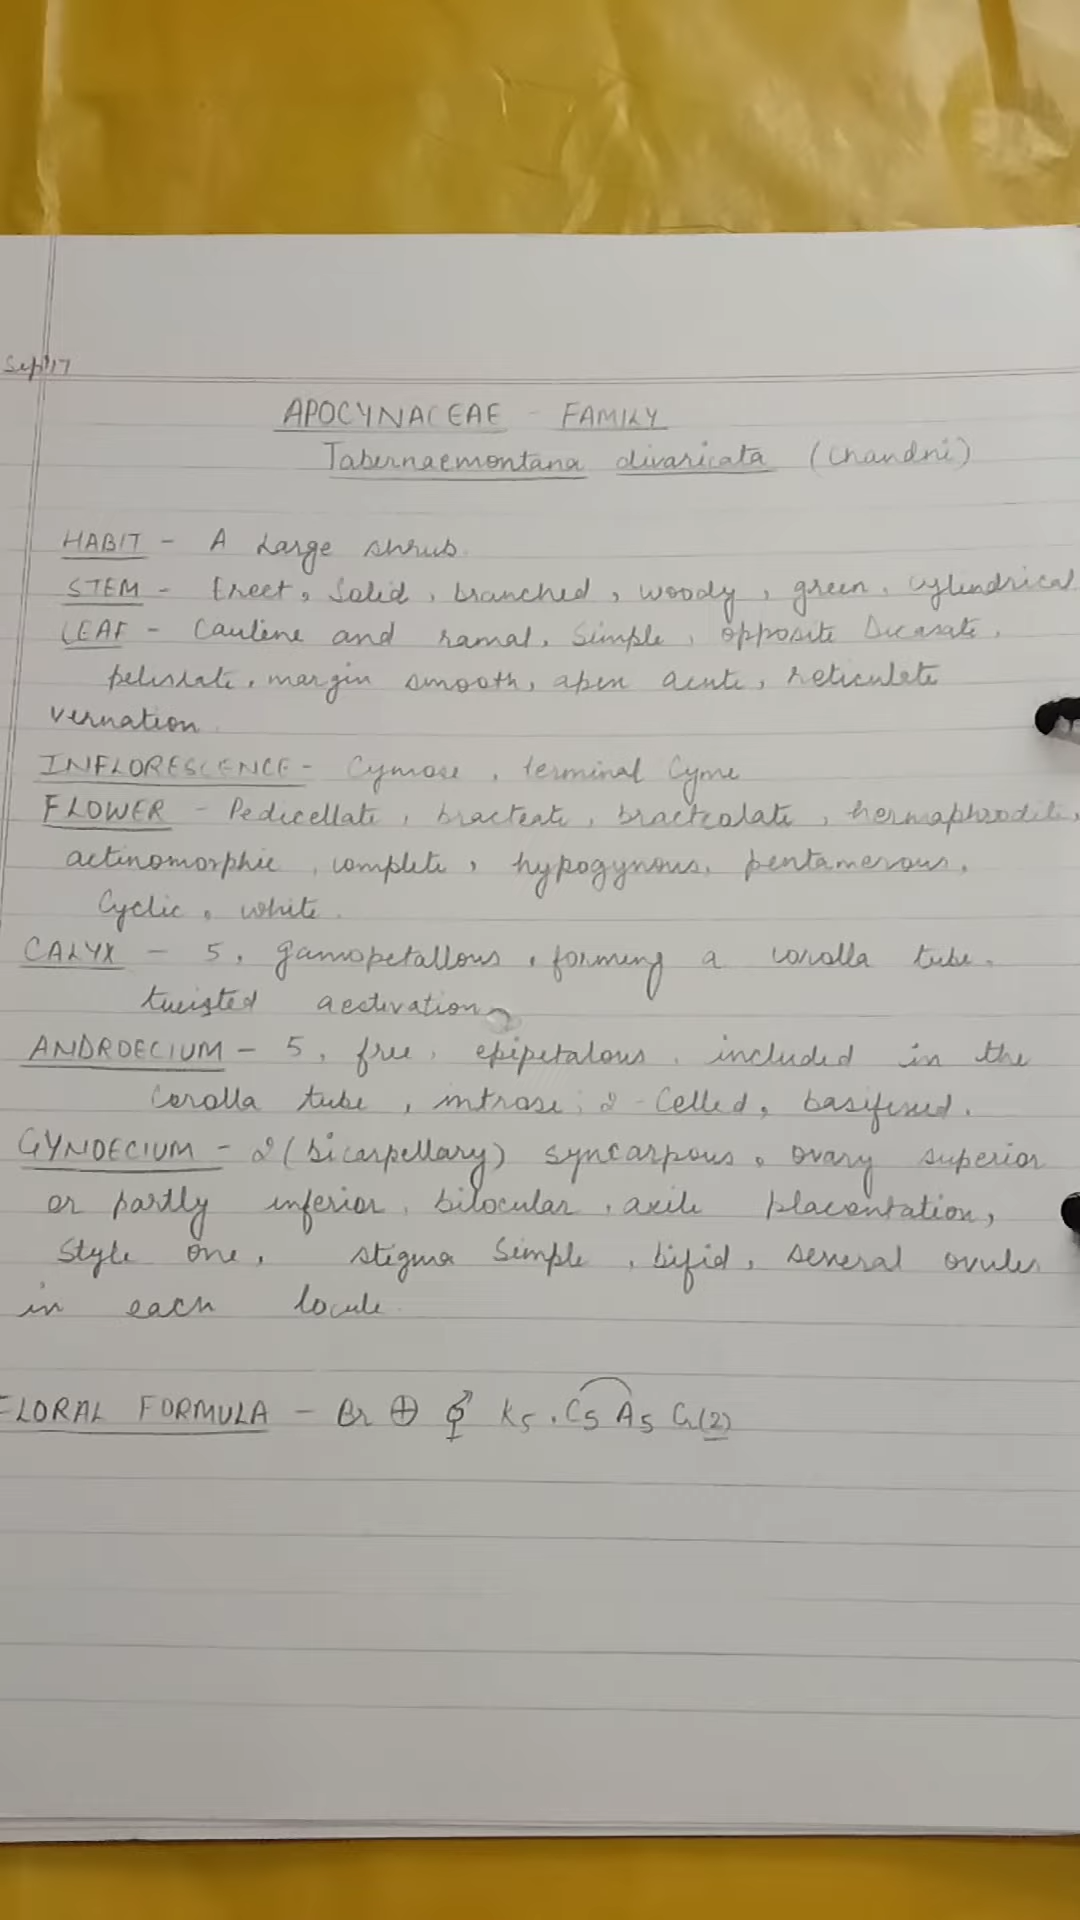 Sep'17
APOCYNACEAE - FAMILY
Tabernaemontana divaricata (Chandni)
HABIT - A Large shrub.
STEM - Erect, Solid, branched, woody, green, cylindrical
LEAF - Cauline and ramal, Simple, opposite Ducasate,
petiolate, margin smooth, apex acute, reticulate
vernation.
INFLORESCENCE - Cymose, terminal Cyme
FLOWER - Pedicellate, bracteate, bracteolate, hermaphrodite,
actinomorphic, complete, hypogynous, pentamerous,
Cyclic, white.
CALYX - 5, gamopetallous, forming a corolla tube,
twisted aestivation
ANDROECIUM - 5, free, epipetalous, included in the
Corolla tube, introse, 2-Celled, basifixed.
GYNOECIUM - 2 (bicarpellary) syncarpous, ovary superior
or partly inferior, bilocular, axile placentation,
Style one, stigma Simple, bifid, several ovules
in each locule.
FLORAL FORMULA - Br ⊕ ⚥ K5, C5 A5 G(2)